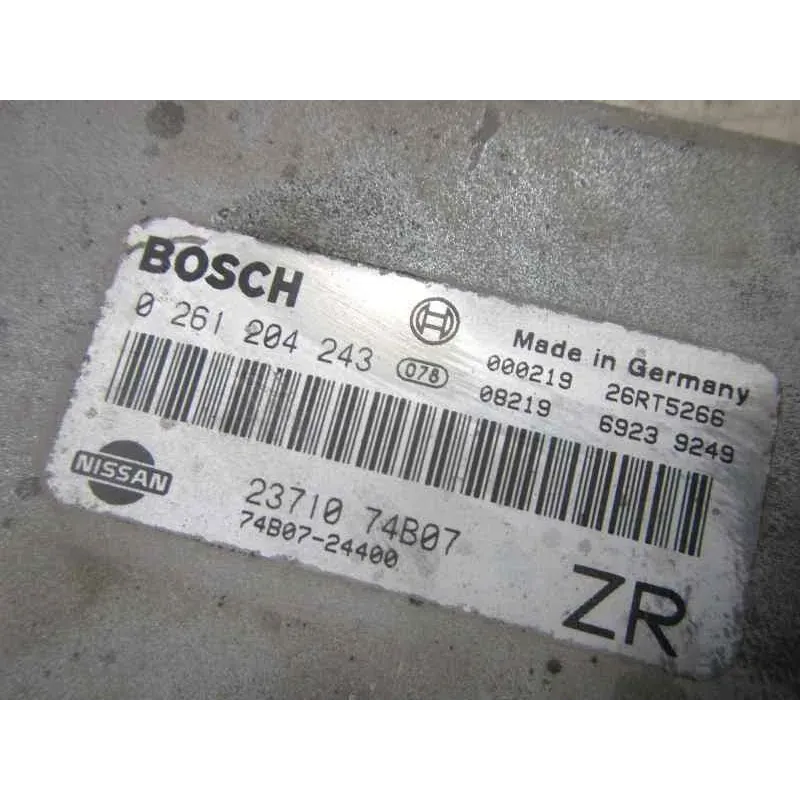 BOSCH
0 261 204 243 078
Made in Germany
000219 26RT5266
08219 6923 9249
NISSAN
23710 74B07
74B07-24400
ZR